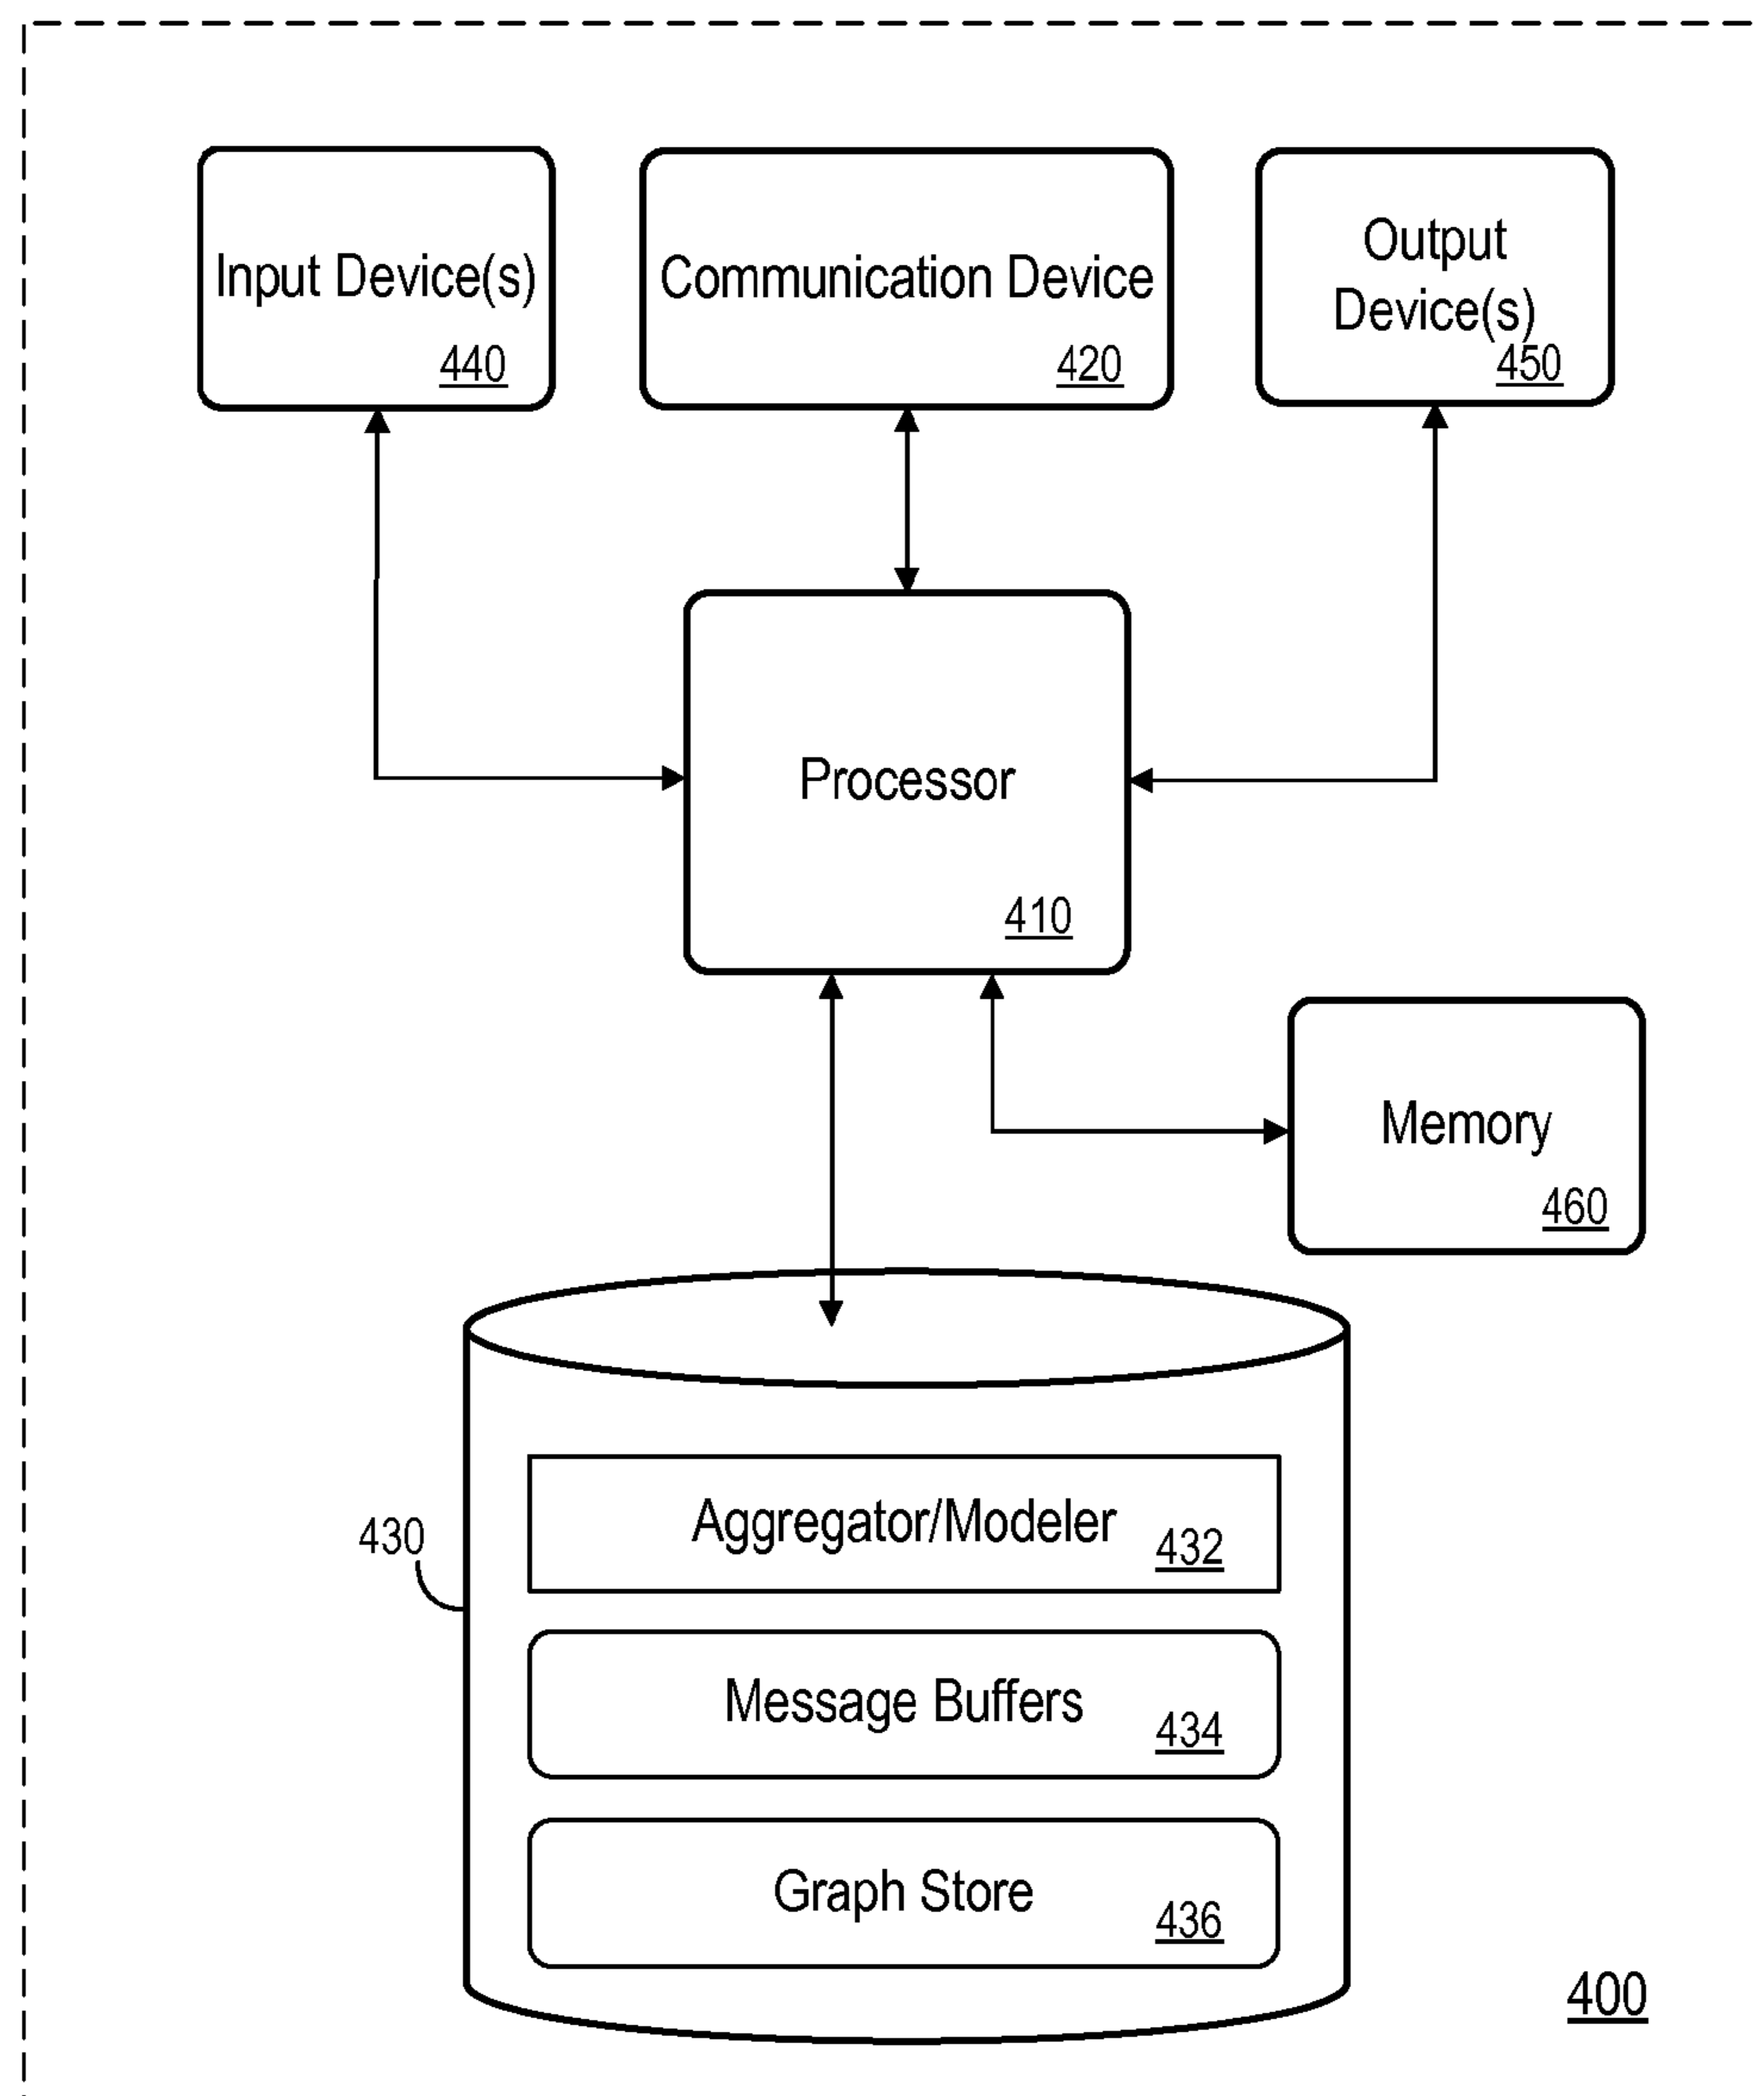 Input Device(s)
440
Communication Device
420
Output
Device(s)
450
Processor
410
Memory
460
430
Aggregator/Modeler
432
Message Buffers
434
Graph Store
436
400